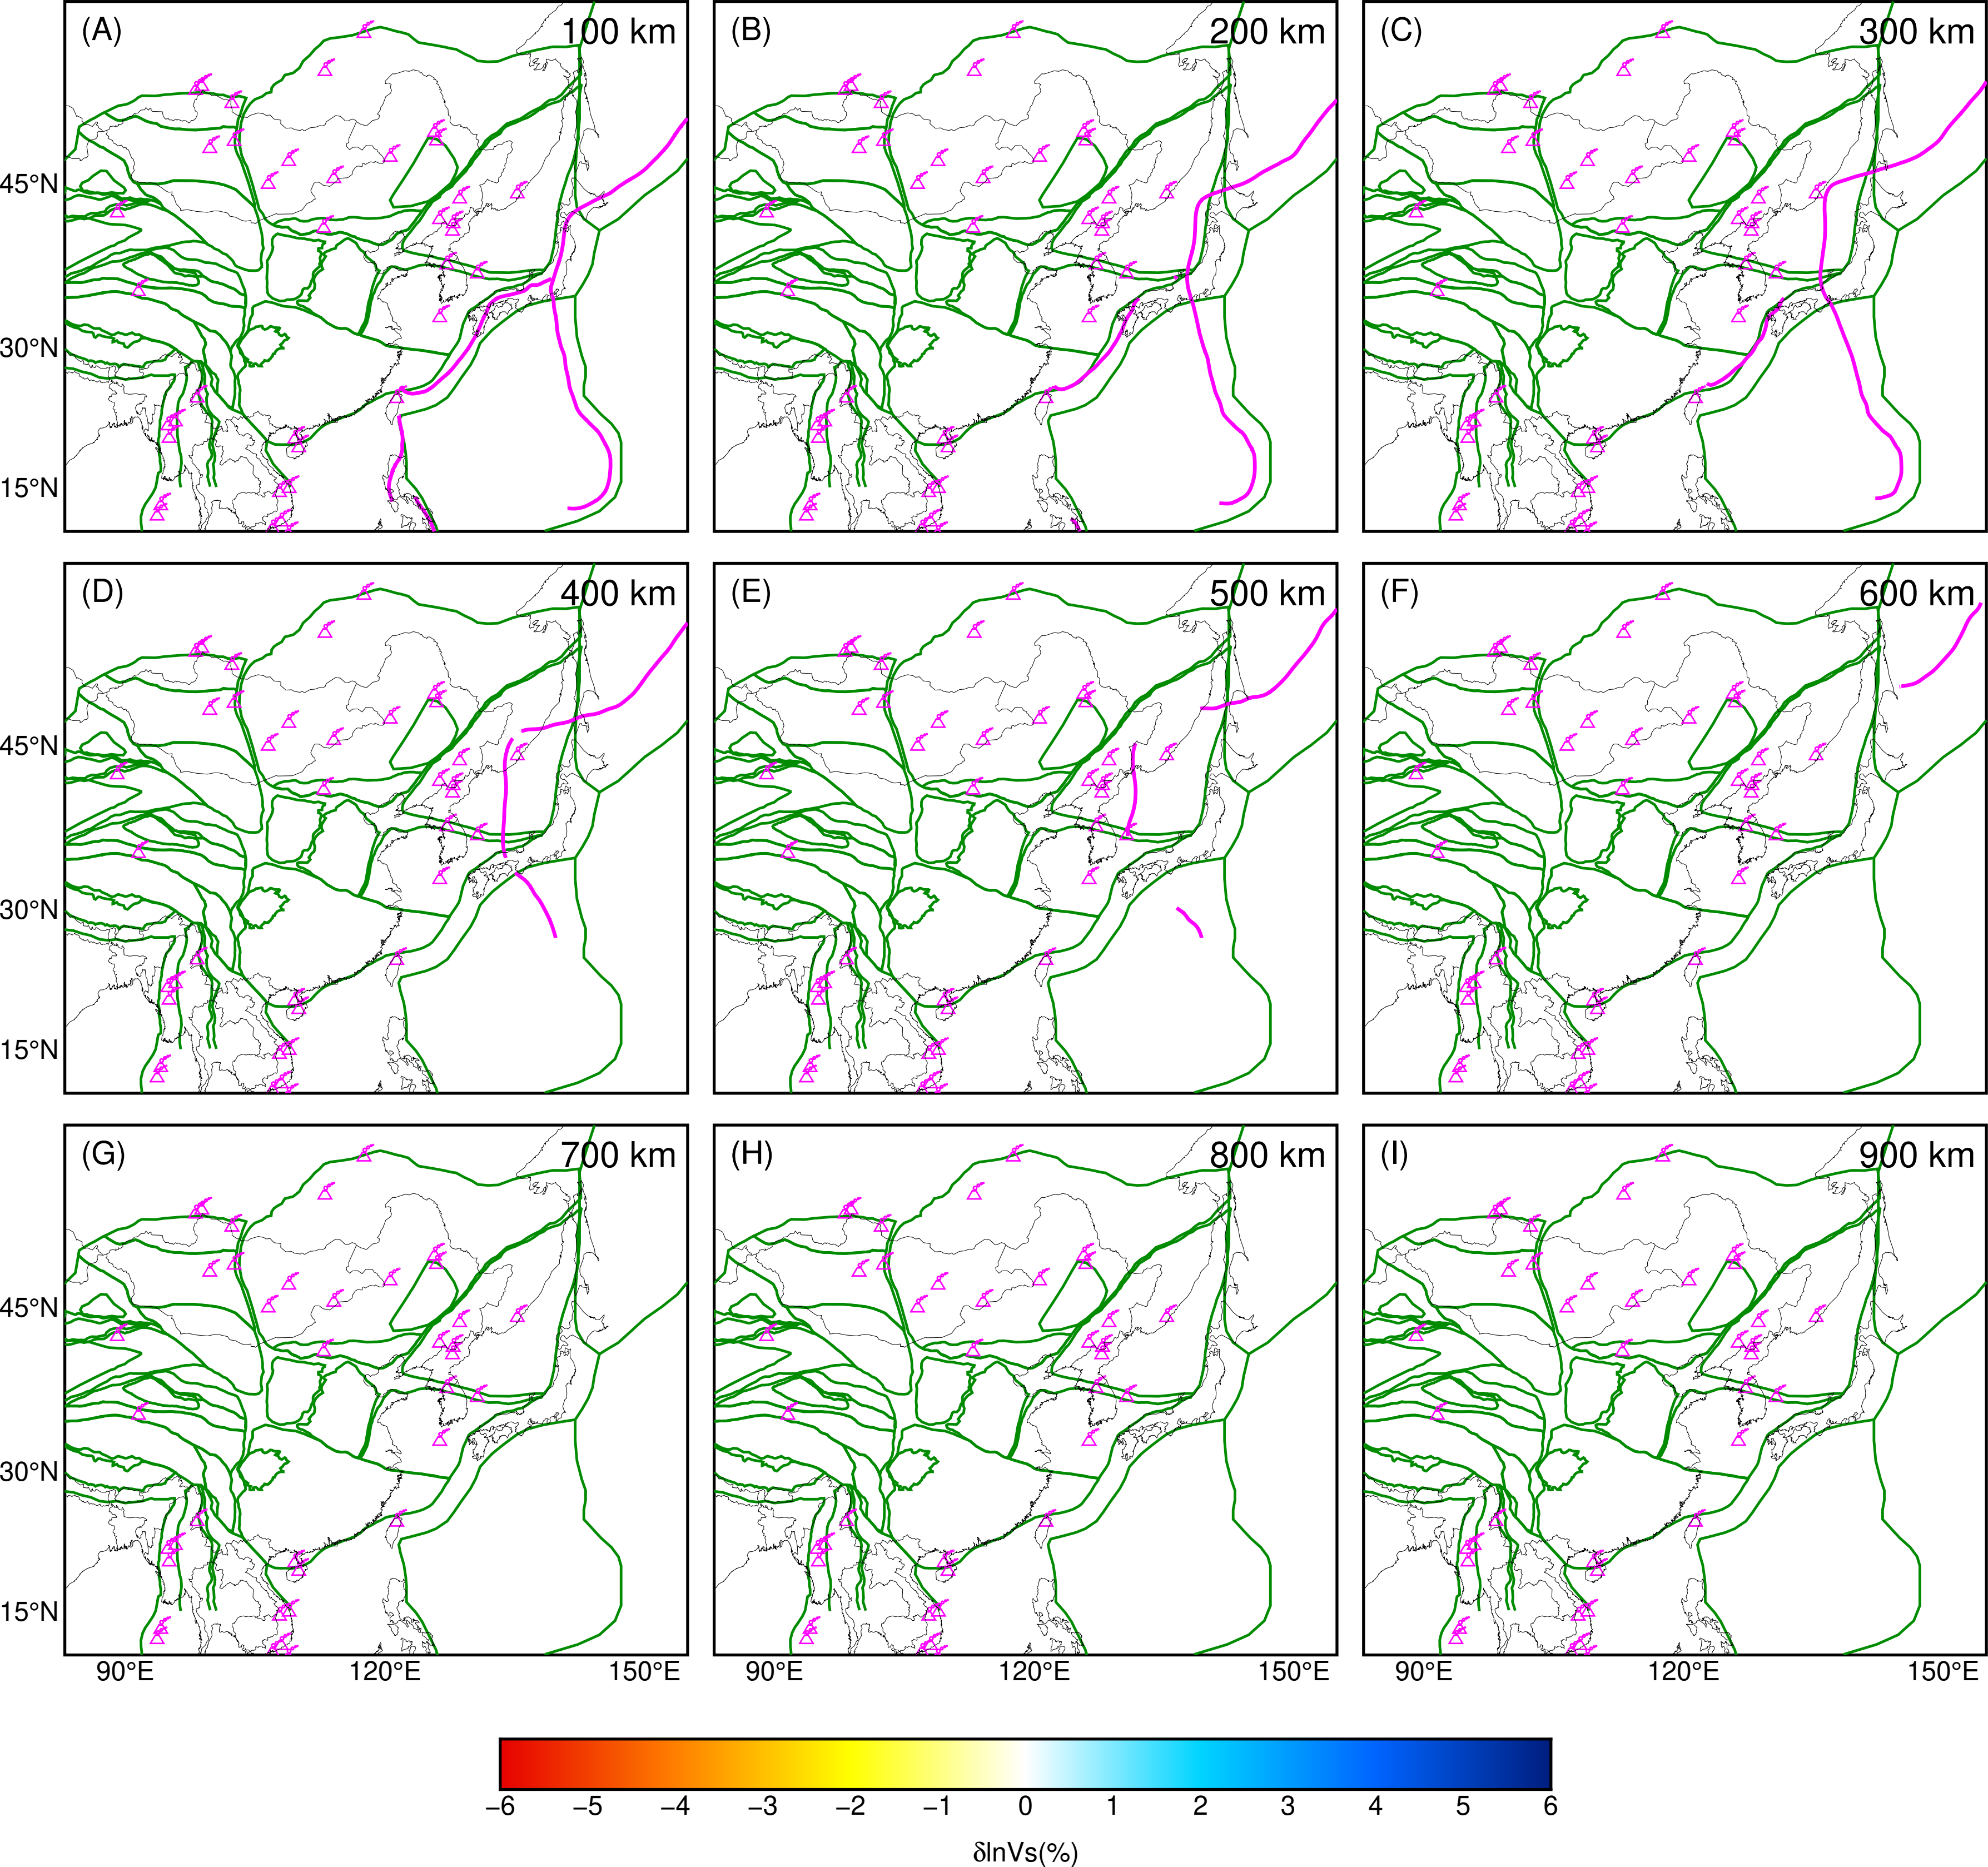 (A) 100 km
(B) 200 km
(C) 300 km
45°N
30°N
15°N
(D) 400 km
(E) 500 km
(F) 600 km
45°N
30°N
15°N
(G) 700 km
(H) 800 km
(I) 900 km
45°N
30°N
15°N
90°E 120°E 150°E
90°E 120°E 150°E
90°E 120°E 150°E
−6 −5 −4 −3 −2 −1 0 1 2 3 4 5 6
δlnVs(%)